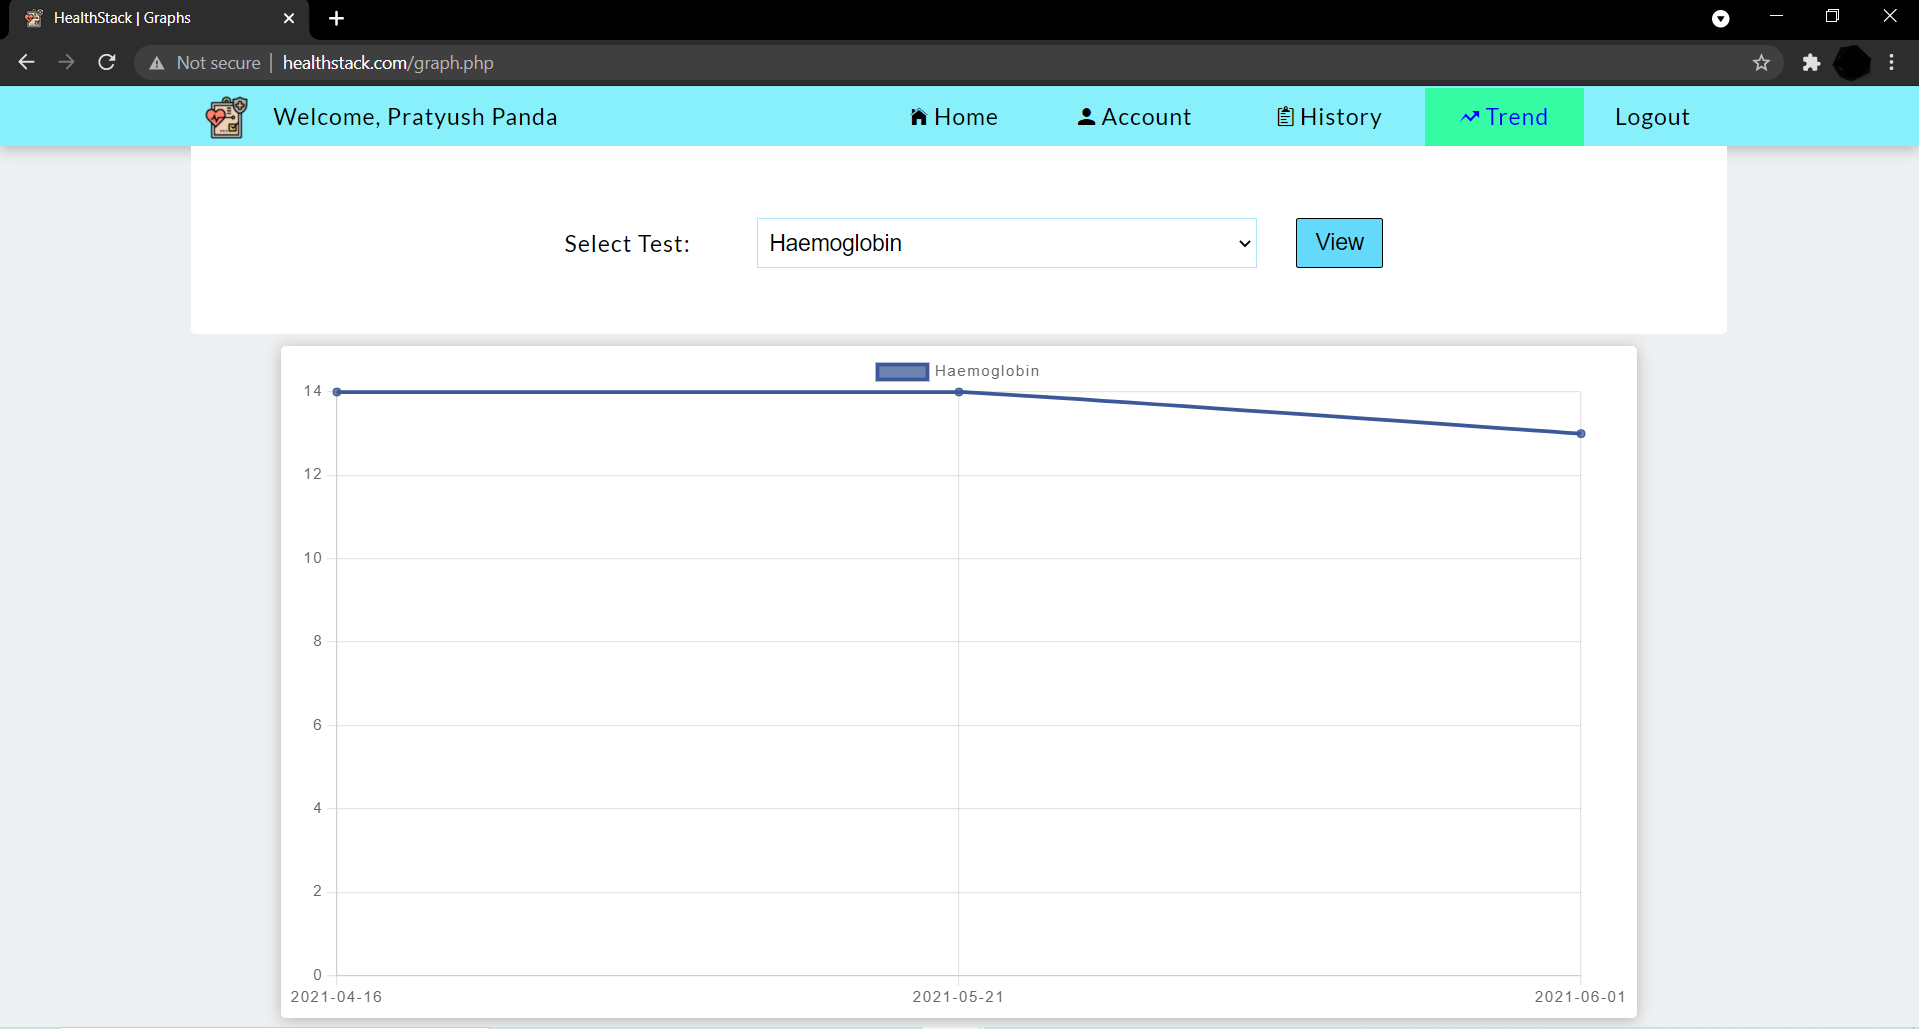 HealthStack | Graphs
Not secure | healthstack.com/graph.php
Welcome, Pratyush Panda Home Account History Trend Logout
Select Test: Haemoglobin View
Haemoglobin
14
12
10
8
6
4
2
0
2021-04-16 2021-05-21 2021-06-01